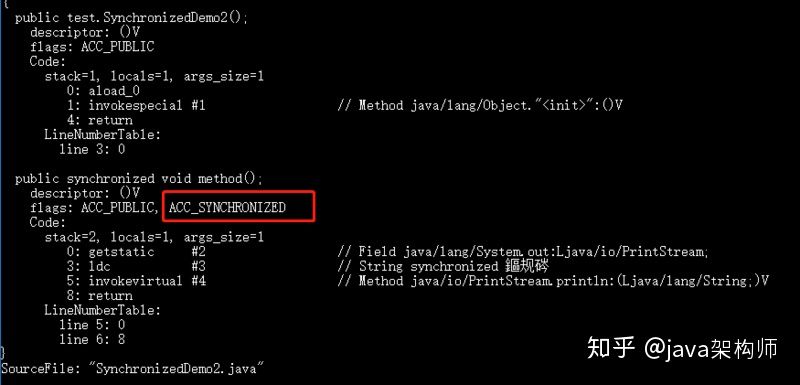 {
public test.SynchronizedDemo2();
descriptor: ()V
flags: ACC_PUBLIC
Code:
stack=1, locals=1, args_size=1
0: aload_0
1: invokespecial #1 // Method java/lang/Object."<init>":()V
4: return
LineNumberTable:
line 3: 0
public synchronized void method();
descriptor: ()V
flags: ACC_PUBLIC, ACC_SYNCHRONIZED
Code:
stack=2, locals=1, args_size=1
0: getstatic #2 // Field java/lang/System.out:Ljava/io/PrintStream;
3: ldc #3 // String synchronized 鏂规硶
5: invokevirtual #4 // Method java/io/PrintStream.println:(Ljava/lang/String;)V
8: return
LineNumberTable:
line 5: 0
line 6: 8
}
SourceFile: "SynchronizedDemo2.java"
知乎 @java架构师